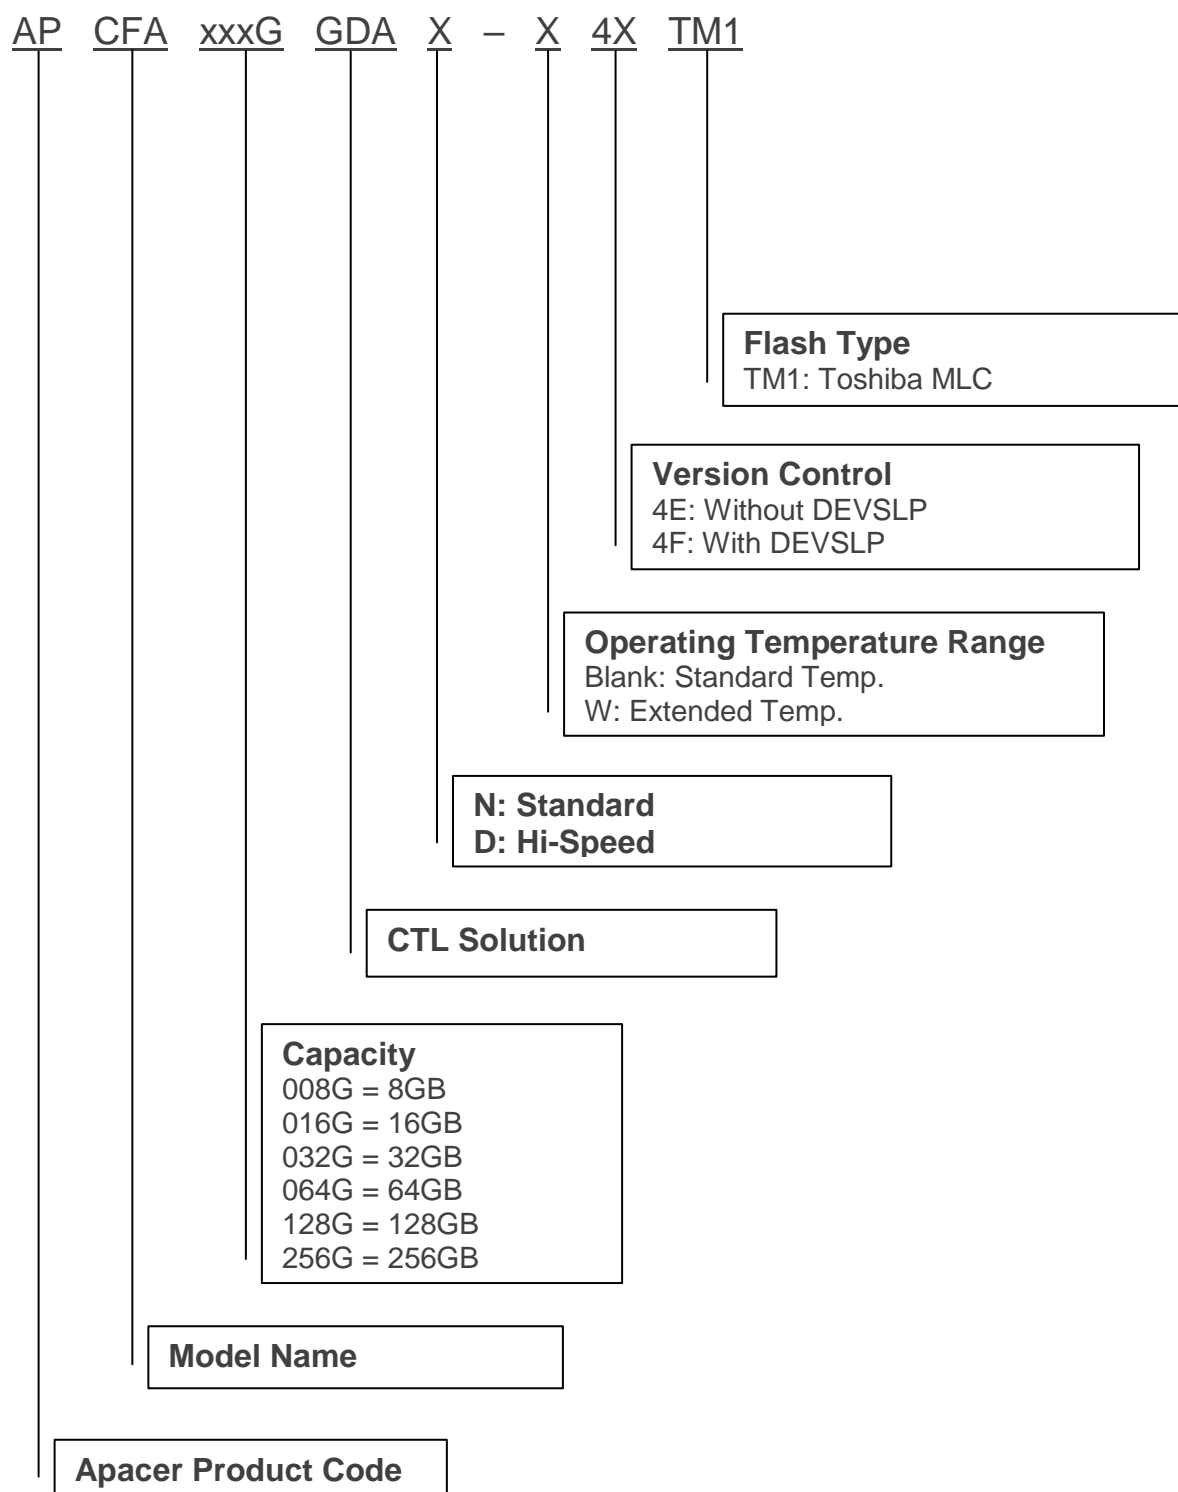 AP CFA xxxG GDA X – X 4X TM1
Flash Type
TM1: Toshiba MLC
Version Control
4E: Without DEVSLP
4F: With DEVSLP
Operating Temperature Range
Blank: Standard Temp.
W: Extended Temp.
N: Standard
D: Hi-Speed
CTL Solution
Capacity
008G = 8GB
016G = 16GB
032G = 32GB
064G = 64GB
128G = 128GB
256G = 256GB
Model Name
Apacer Product Code